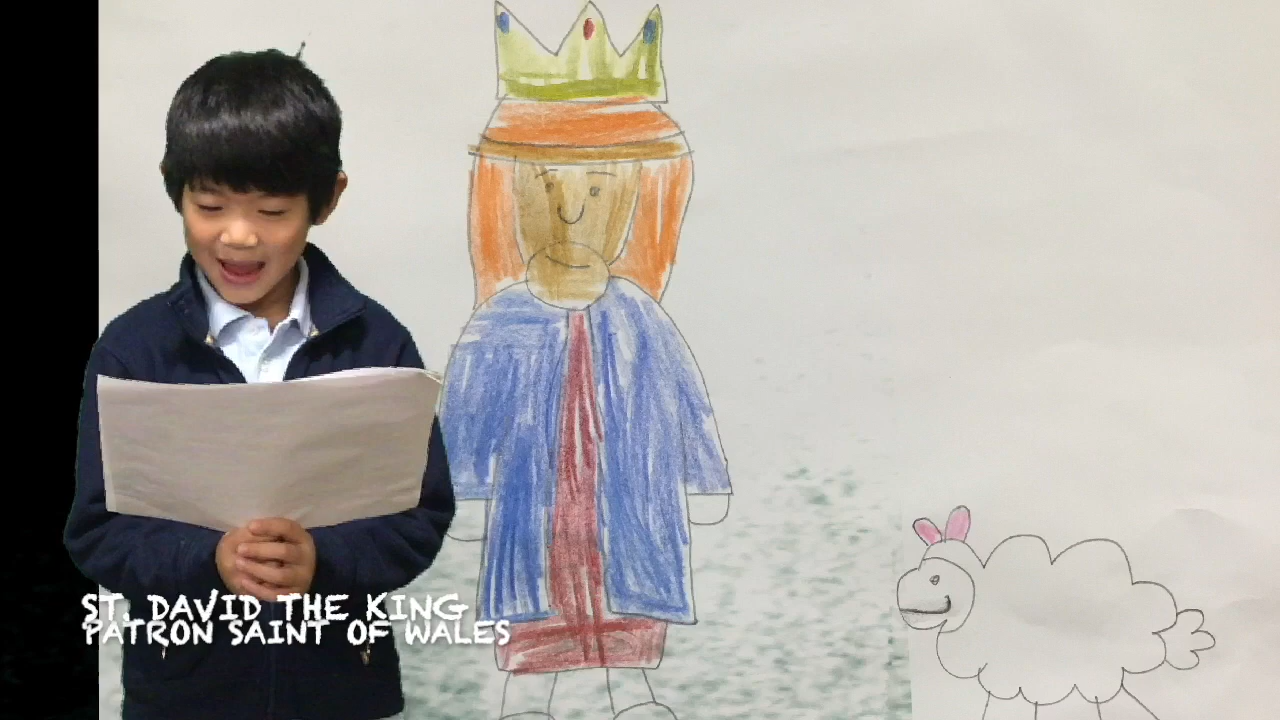 ST. DAVID THE KING
PATRON SAINT OF WALES